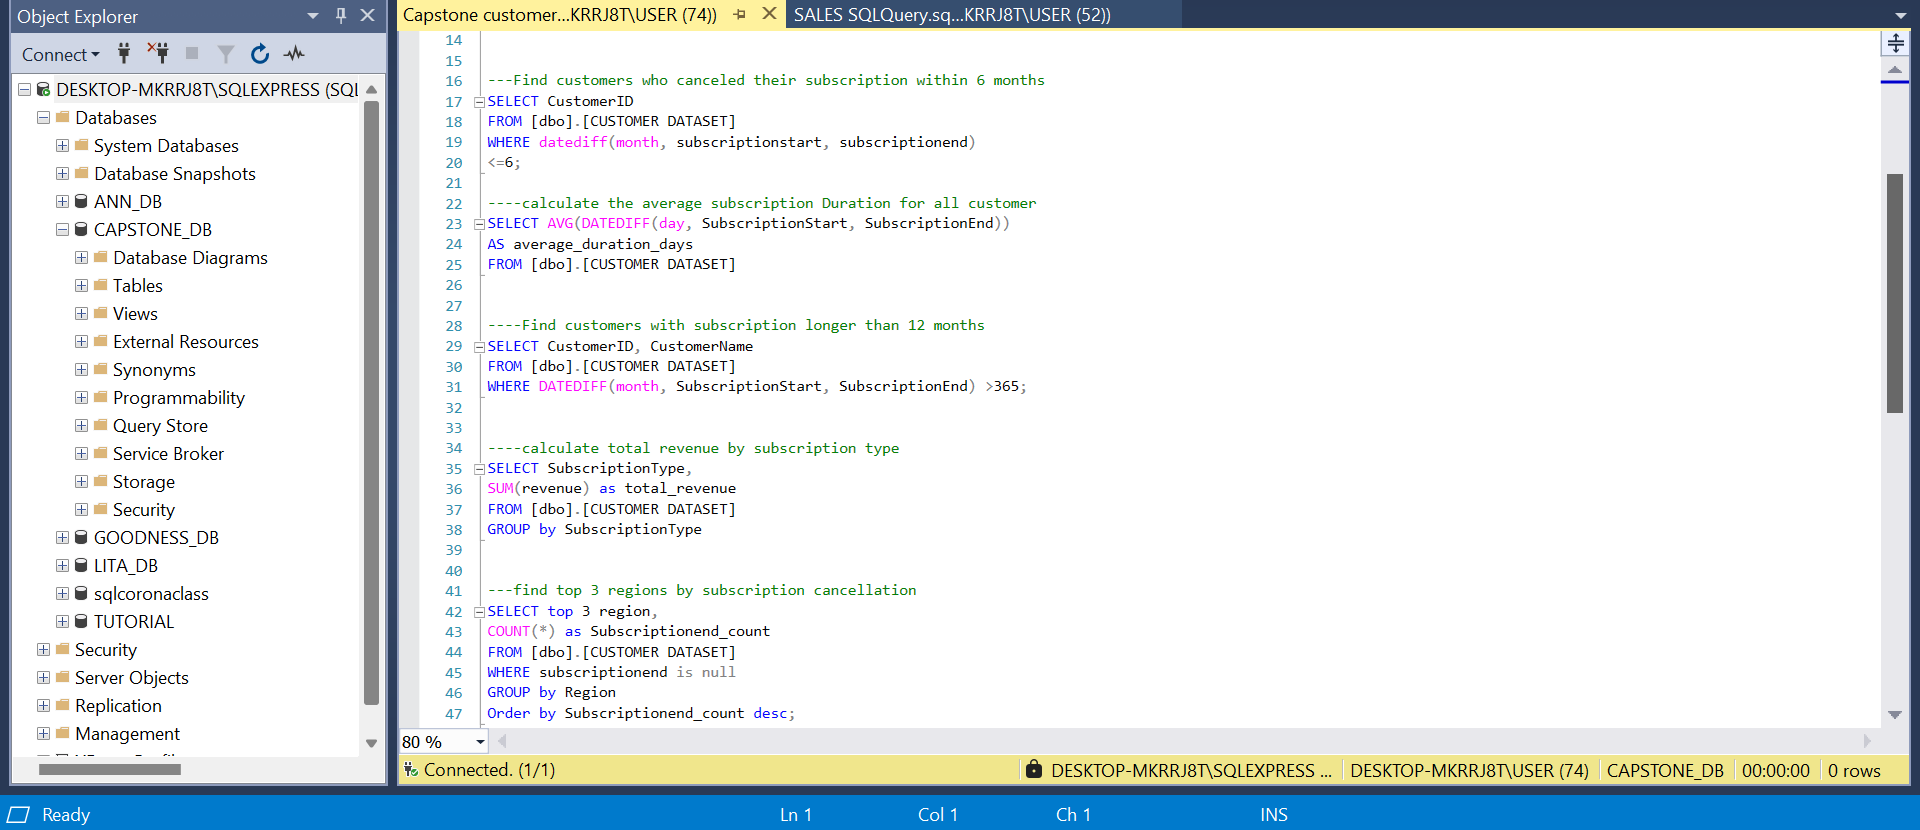 Object Explorer
Connect
DESKTOP-MKRRJ8T\SQLEXPRESS (SQL
Databases
System Databases
Database Snapshots
ANN_DB
CAPSTONE_DB
Database Diagrams
Tables
Views
External Resources
Synonyms
Programmability
Query Store
Service Broker
Storage
Security
GOODNESS_DB
LITA_DB
sqlcoronaclass
TUTORIAL
Security
Server Objects
Replication
Management
Capstone customer...KRRJ8T\USER (74))
SALES SQLQuery.sq...KRRJ8T\USER (52))
14
15
16 ---Find customers who canceled their subscription within 6 months
17 SELECT CustomerID
18 FROM [dbo].[CUSTOMER DATASET]
19 WHERE datediff(month, subscriptionstart, subscriptionend)
20 <=6;
21
22 ----calculate the average subscription Duration for all customer
23 SELECT AVG(DATEDIFF(day, SubscriptionStart, SubscriptionEnd))
24 AS average_duration_days
25 FROM [dbo].[CUSTOMER DATASET]
26
27
28 ----Find customers with subscription longer than 12 months
29 SELECT CustomerID, CustomerName
30 FROM [dbo].[CUSTOMER DATASET]
31 WHERE DATEDIFF(month, SubscriptionStart, SubscriptionEnd) >365;
32
33
34 ----calculate total revenue by subscription type
35 SELECT SubscriptionType,
36 SUM(revenue) as total_revenue
37 FROM [dbo].[CUSTOMER DATASET]
38 GROUP by SubscriptionType
39
40
41 ---find top 3 regions by subscription cancellation
42 SELECT top 3 region,
43 COUNT(*) as Subscriptionend_count
44 FROM [dbo].[CUSTOMER DATASET]
45 WHERE subscriptionend is null
46 GROUP by Region
47 Order by Subscriptionend_count desc;
80 %
Connected. (1/1)
DESKTOP-MKRRJ8T\SQLEXPRESS ...
DESKTOP-MKRRJ8T\USER (74)
CAPSTONE_DB
00:00:00
0 rows
Ready
Ln 1
Col 1
Ch 1
INS